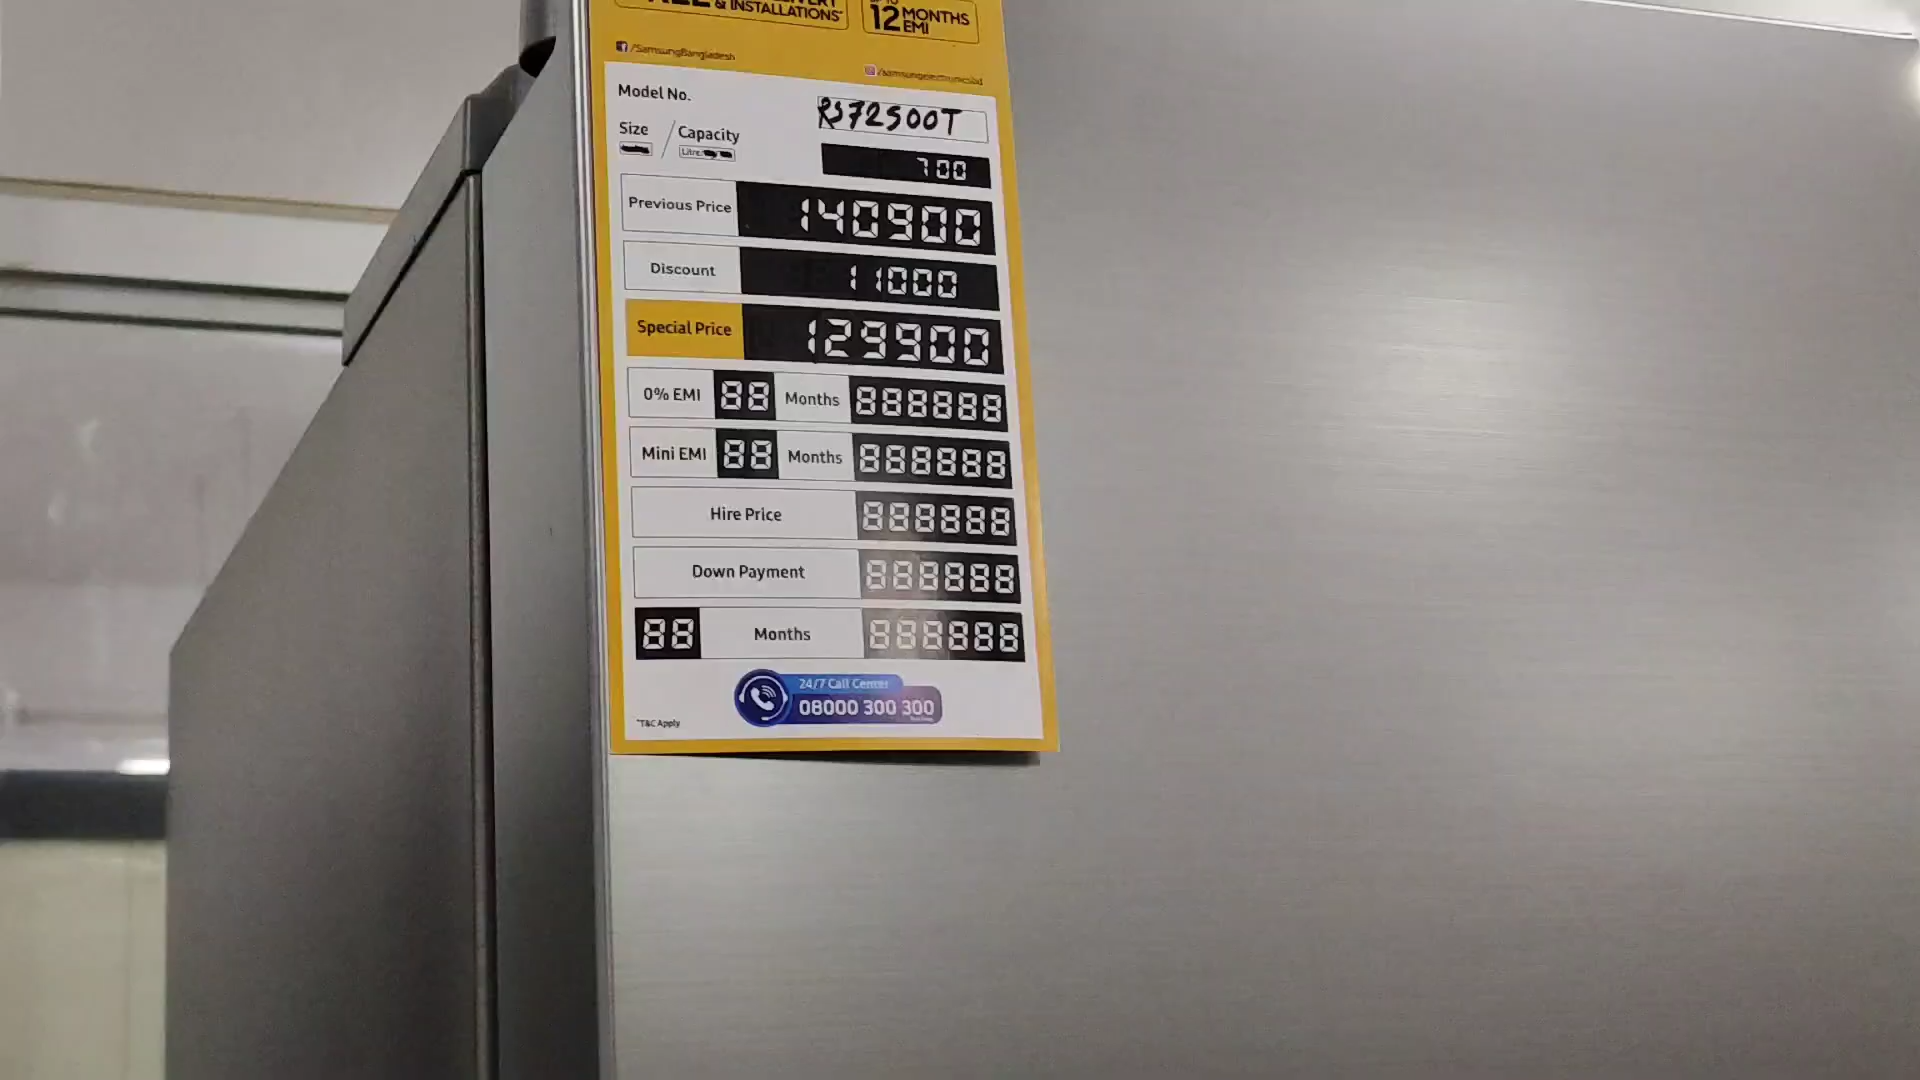 & INSTALLATIONS*
12 MONTHS
EMI
/SamsungBangladesh
/samsungelectronicsbd
Model No. RS72500T
Size / Capacity 700
Litre
Previous Price 140900
Discount 11000
Special Price 129900
0% EMI 88 Months 888888
Mini EMI 88 Months 888888
Hire Price 888888
Down Payment 888888
88 Months 888888
24/7 Call Center
08000 300 300
*T&C Apply